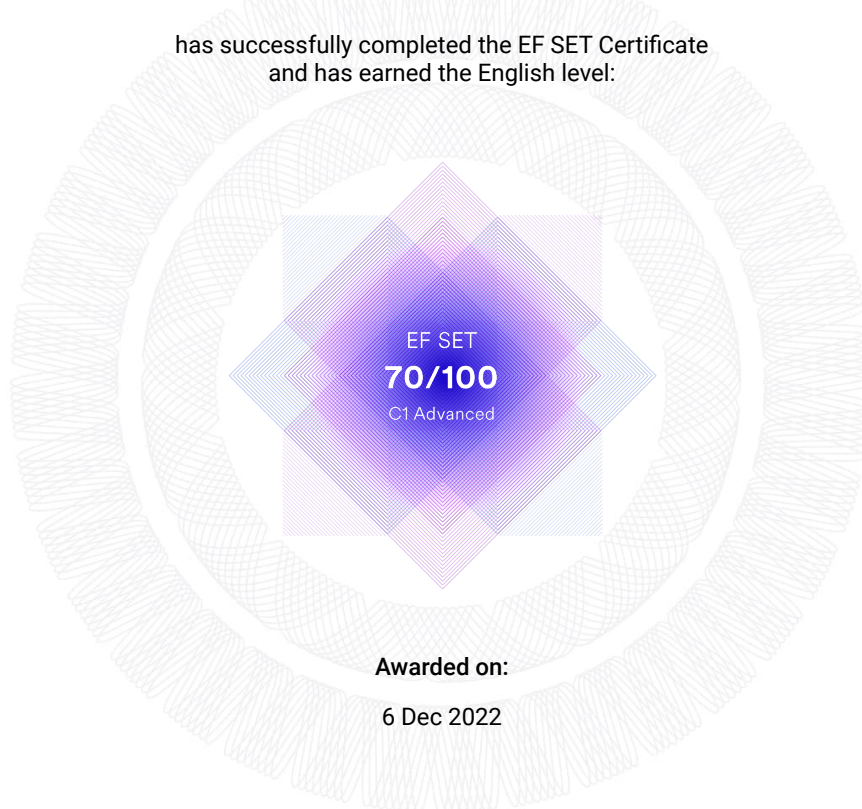 has successfully completed the EF SET Certificate
and has earned the English level:
EF SET
70/100
C1 Advanced
Awarded on:
6 Dec 2022